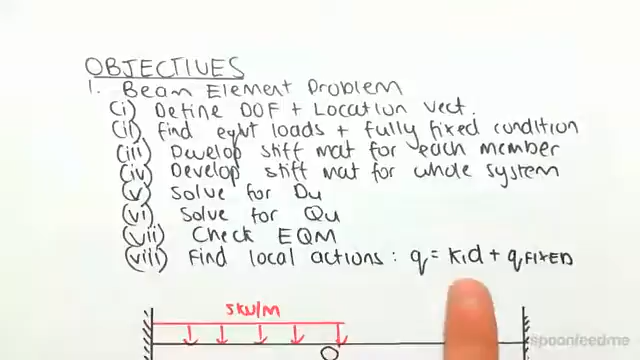 OBJECTIVES
1. Beam Element Problem
(i) Define DOF + Location vect.
(ii) Find eqvt loads + fully fixed condition
(iii) Develop stiff mat for each member
(iv) Develop stiff mat for whole system
(v) Solve for Du
(vi) Solve for Qu
(vii) Check EQM
(viii) Find local actions : q = k1d + qFIXED
5kN/M
spoonfeedme